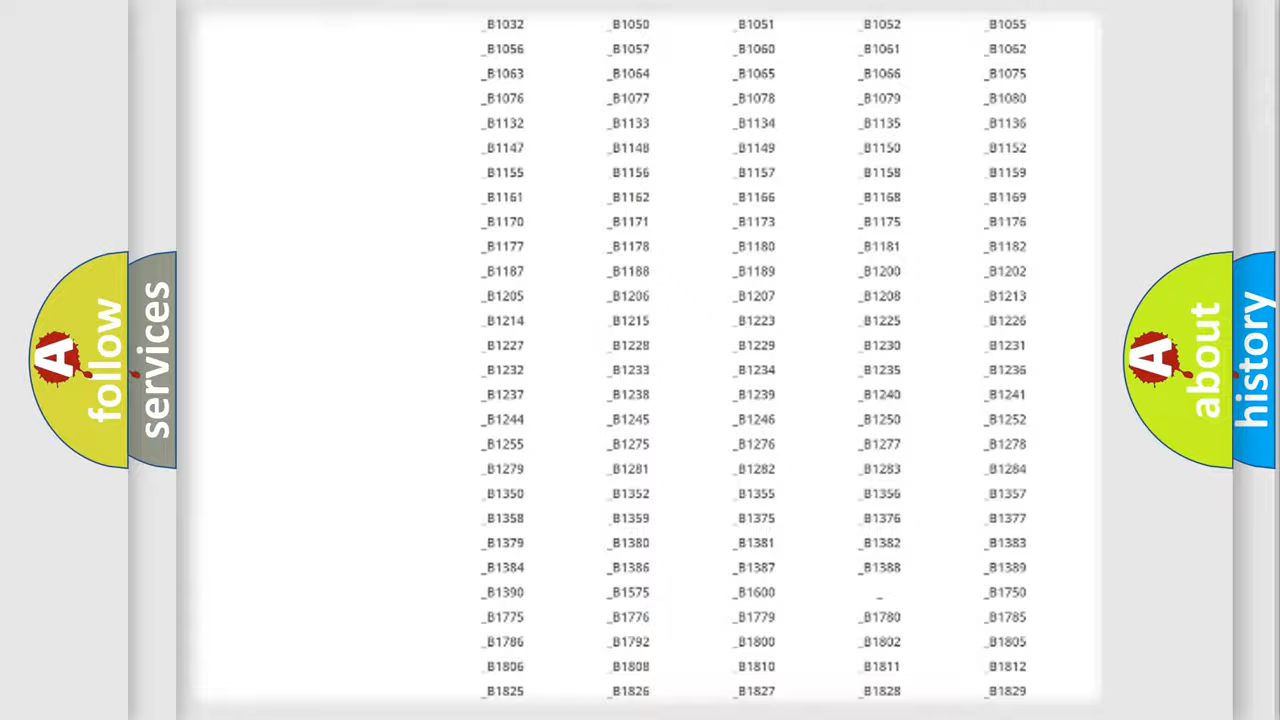 _B1032 _B1050 _B1051 _B1052 _B1055
_B1056 _B1057 _B1060 _B1061 _B1062
_B1063 _B1064 _B1065 _B1066 _B1075
_B1076 _B1077 _B1078 _B1079 _B1080
_B1132 _B1133 _B1134 _B1135 _B1136
_B1147 _B1148 _B1149 _B1150 _B1152
_B1155 _B1156 _B1157 _B1158 _B1159
_B1161 _B1162 _B1166 _B1168 _B1169
_B1170 _B1171 _B1173 _B1175 _B1176
_B1177 _B1178 _B1180 _B1181 _B1182
_B1187 _B1188 _B1189 _B1200 _B1202
_B1205 _B1206 _B1207 _B1208 _B1213
_B1214 _B1215 _B1223 _B1225 _B1226
_B1227 _B1228 _B1229 _B1230 _B1231
_B1232 _B1233 _B1234 _B1235 _B1236
_B1237 _B1238 _B1239 _B1240 _B1241
_B1244 _B1245 _B1246 _B1250 _B1252
_B1255 _B1275 _B1276 _B1277 _B1278
_B1279 _B1281 _B1282 _B1283 _B1284
_B1350 _B1352 _B1355 _B1356 _B1357
_B1358 _B1359 _B1375 _B1376 _B1377
_B1379 _B1380 _B1381 _B1382 _B1383
_B1384 _B1386 _B1387 _B1388 _B1389
_B1390 _B1575 _B1600 _ _B1750
_B1775 _B1776 _B1779 _B1780 _B1785
_B1786 _B1792 _B1800 _B1802 _B1805
_B1806 _B1808 _B1810 _B1811 _B1812
_B1825 _B1826 _B1827 _B1828 _B1829
A follow
services
A about
history